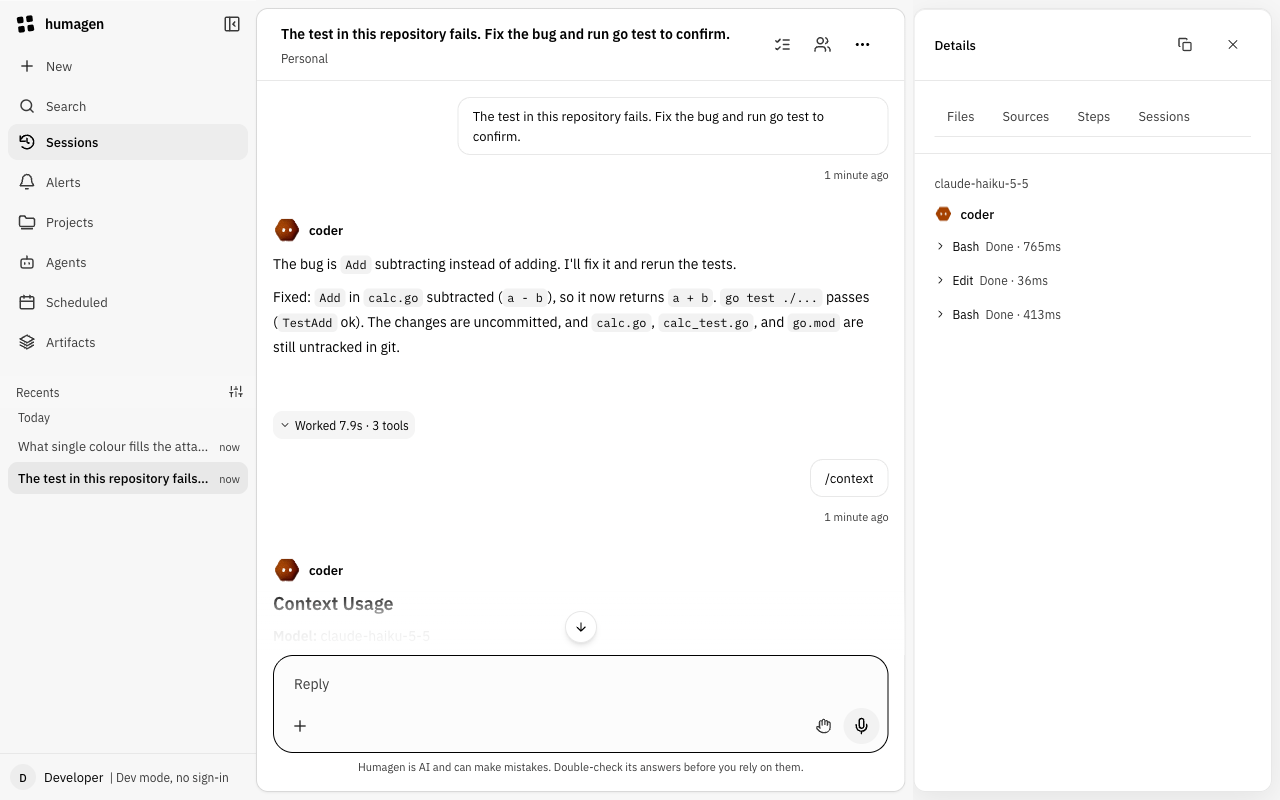 humagen
New
Search
Sessions
Alerts
Projects
Agents
Scheduled
Artifacts
Recents
Today
What single colour fills the atta... now
The test in this repository fails... now
D Developer | Dev mode, no sign-in
The test in this repository fails. Fix the bug and run go test to confirm.
Personal
The test in this repository fails. Fix the bug and run go test to
confirm.
1 minute ago
coder
The bug is Add subtracting instead of adding. I'll fix it and rerun the tests.
Fixed: Add in calc.go subtracted ( a - b ), so it now returns a + b . go test ./... passes
( TestAdd ok). The changes are uncommitted, and calc.go , calc_test.go , and go.mod are
still untracked in git.
Worked 7.9s · 3 tools
/context
1 minute ago
coder
Context Usage
Model: claude-haiku-5-5
Reply
Humagen is AI and can make mistakes. Double-check its answers before you rely on them.
Details
Files Sources Steps Sessions
claude-haiku-5-5
coder
Bash Done · 765ms
Edit Done · 36ms
Bash Done · 413ms